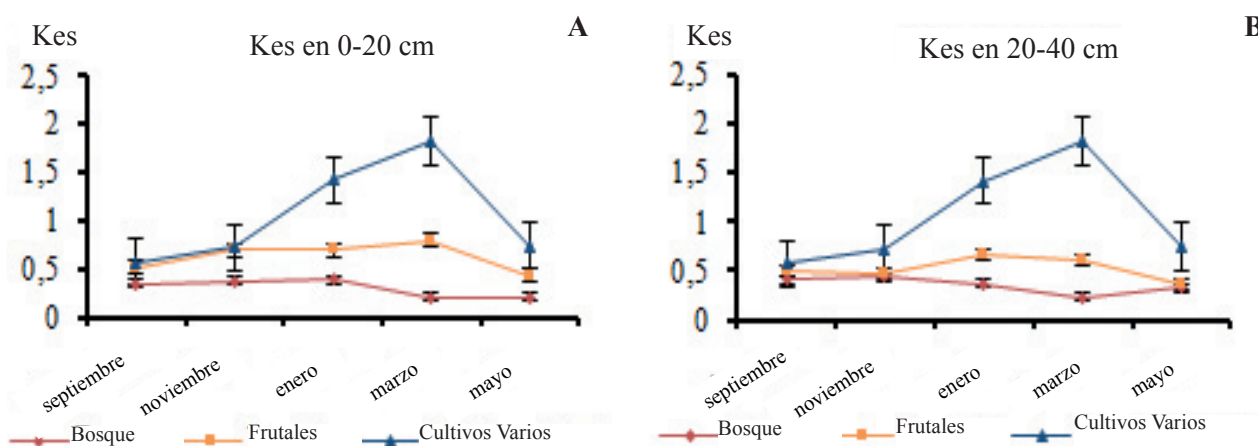 A
Kes
Kes en 0-20 cm
2,5
2
1,5
1
0,5
0
septiembre
noviembre
enero
marzo
mayo
Bosque
Frutales
Cultivos Varios
B
Kes
Kes en 20-40 cm
2,5
2
1,5
1
0,5
0
septiembre
noviembre
enero
marzo
mayo
Bosque
Frutales
Cultivos Varios